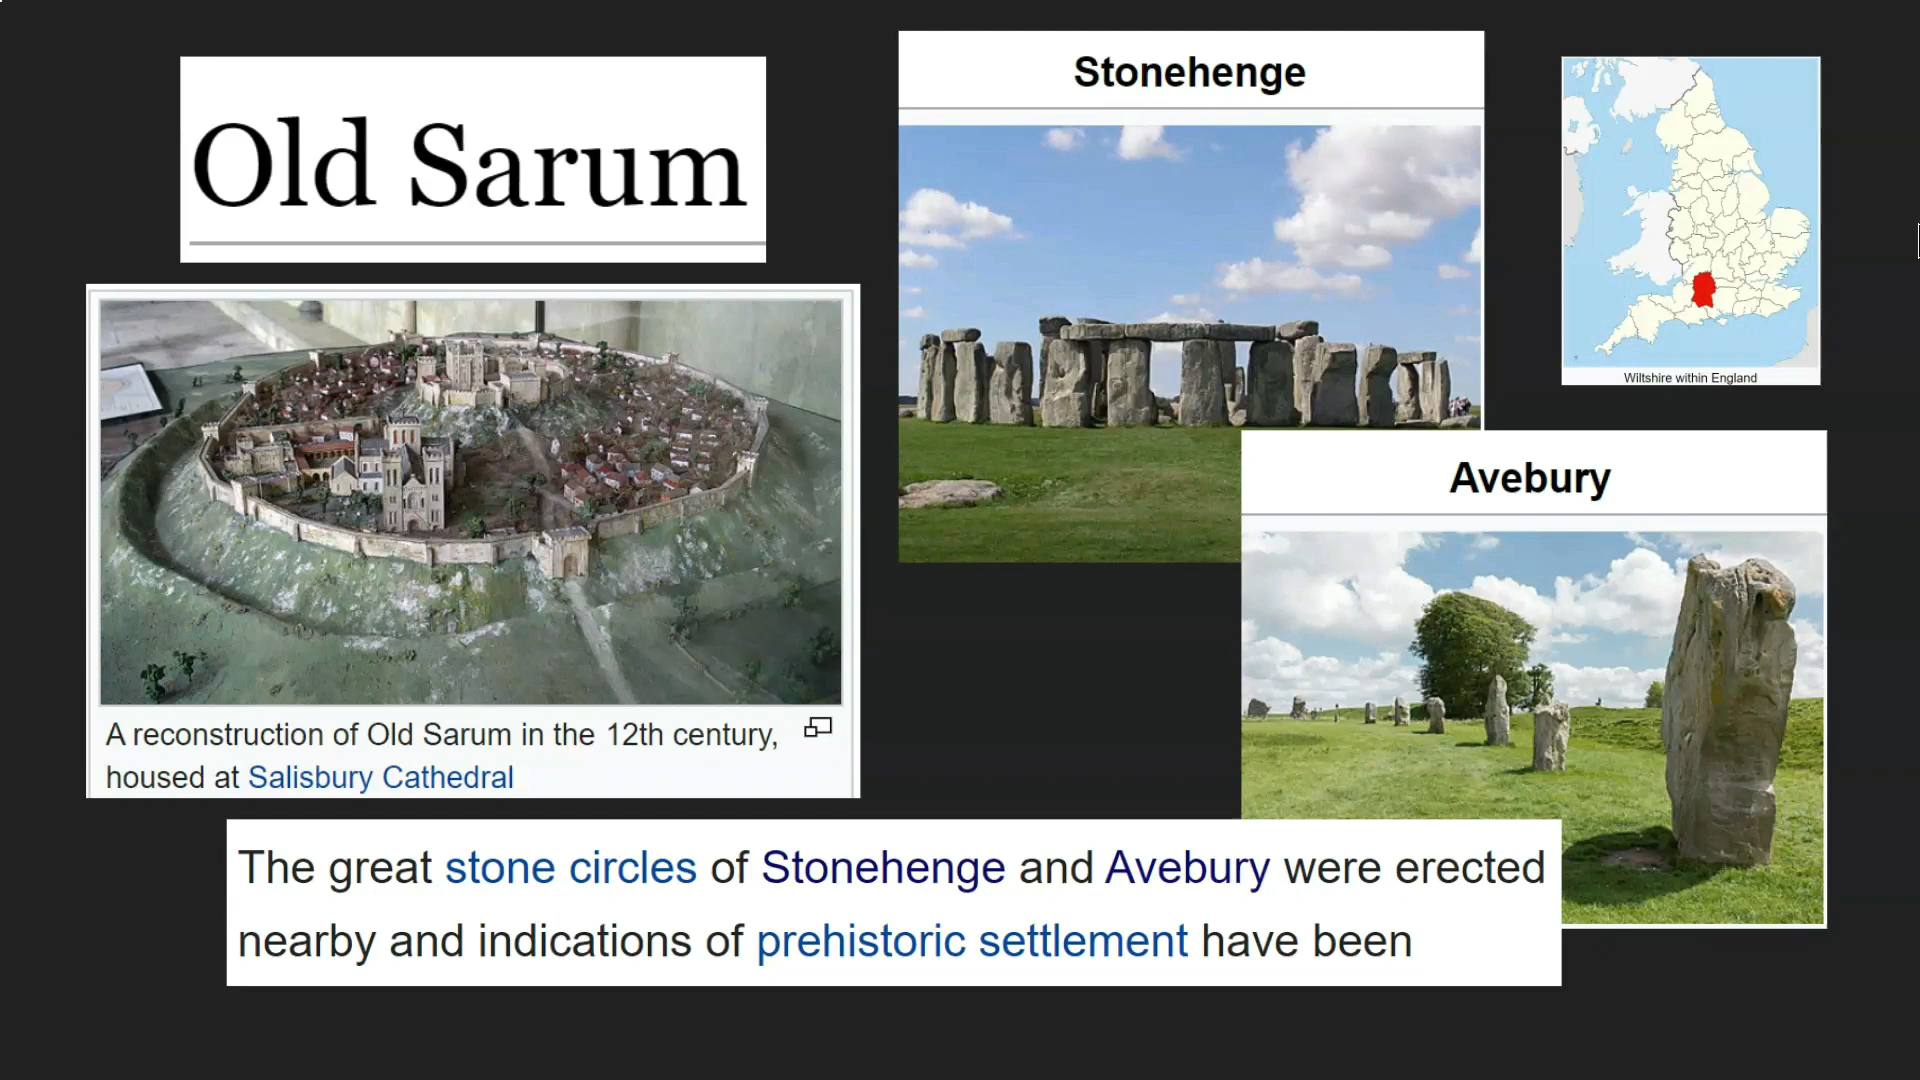 Old Sarum
A reconstruction of Old Sarum in the 12th century,
housed at Salisbury Cathedral
Stonehenge
Wiltshire within England
Avebury
The great stone circles of Stonehenge and Avebury were erected
nearby and indications of prehistoric settlement have been